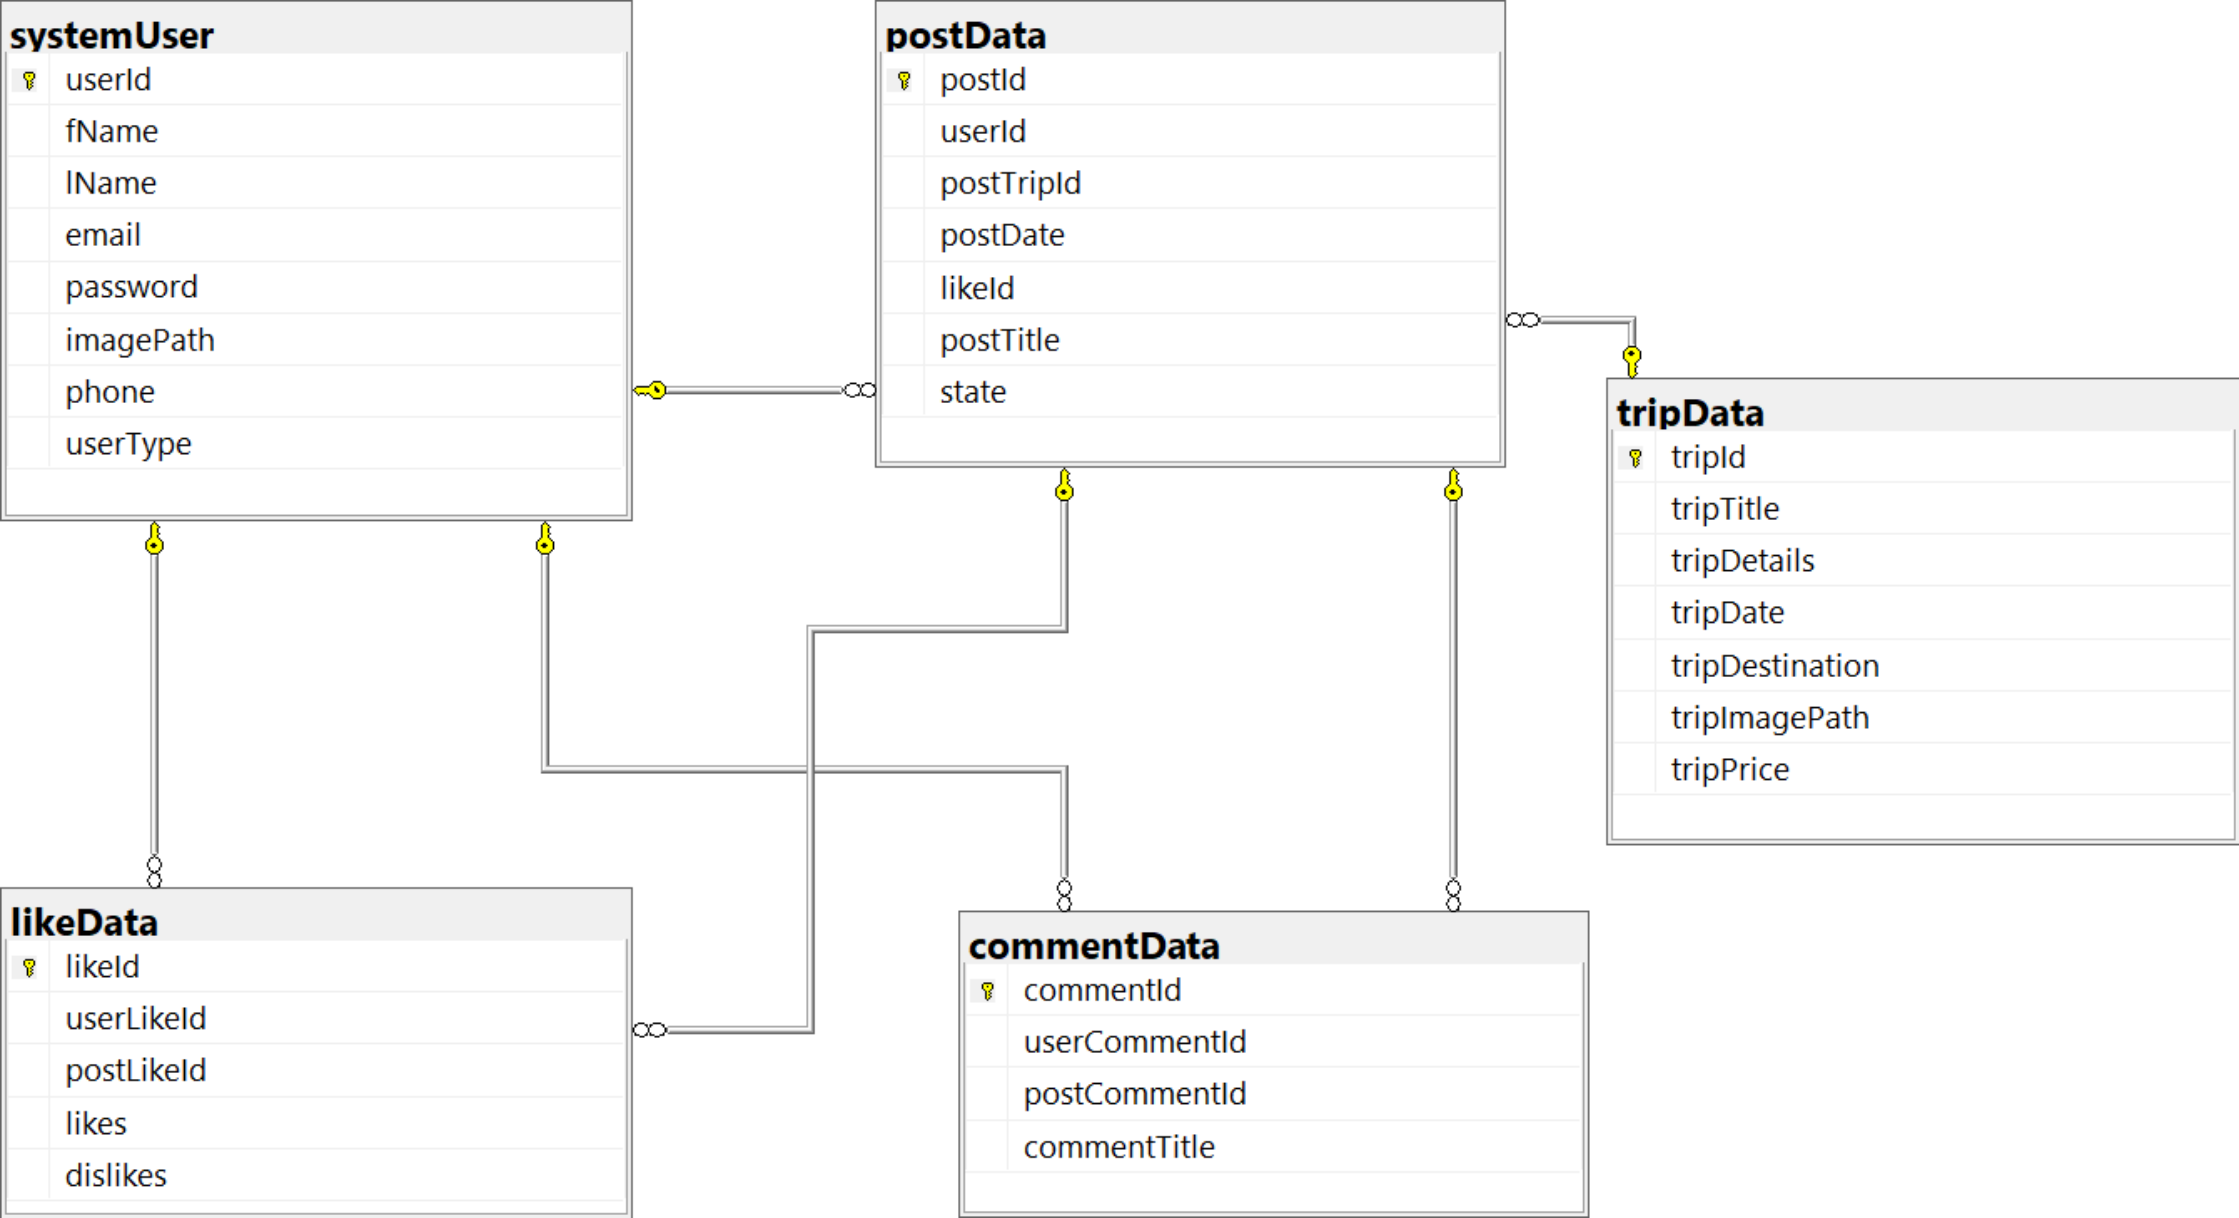 systemUser
userId
fName
lName
email
password
imagePath
phone
userType
postData
postId
userId
postTripId
postDate
likeId
postTitle
state
tripData
tripId
tripTitle
tripDetails
tripDate
tripDestination
tripImagePath
tripPrice
likeData
likeId
userLikeId
postLikeId
likes
dislikes
commentData
commentId
userCommentId
postCommentId
commentTitle